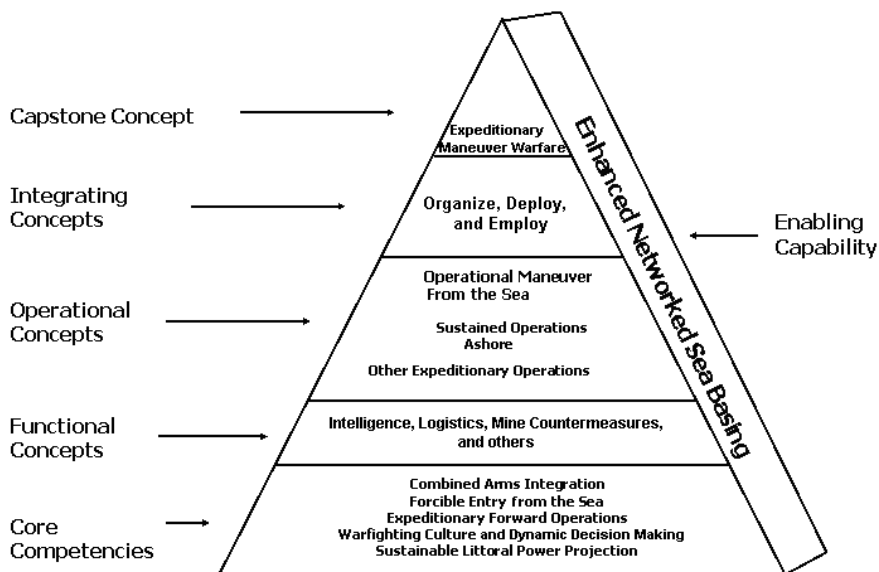 Capstone Concept
Expeditionary
Maneuver Warfare
Integrating
Concepts
Organize, Deploy,
and Employ
Enhanced Networked Sea Basing
Enabling
Capability
Operational
Concepts
Operational Maneuver
From the Sea
Sustained Operations
Ashore
Other Expeditionary Operations
Functional
Concepts
Intelligence, Logistics, Mine Countermeasures,
and others
Core
Competencies
Combined Arms Integration
Forcible Entry from the Sea
Expeditionary Forward Operations
Warfighting Culture and Dynamic Decision Making
Sustainable Littoral Power Projection